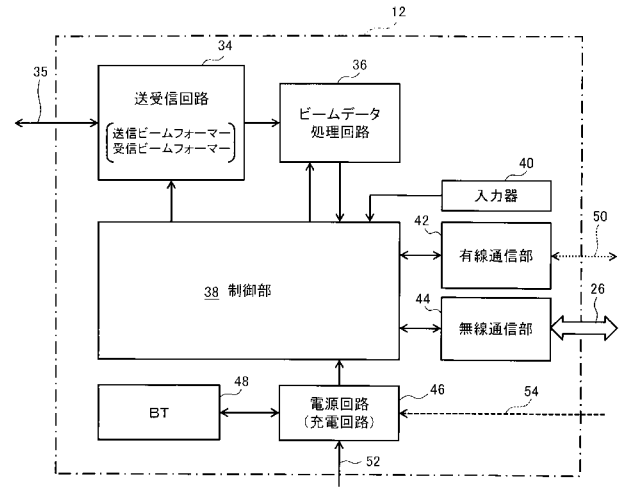 12
34
35
送受信回路
送信ビームフォーマー
受信ビームフォーマー
36
ビームデータ
処理回路
40
入力器
42
有線通信部
50
38 制御部
44
無線通信部
26
48
BT
電源回路
(充電回路)
46
54
52